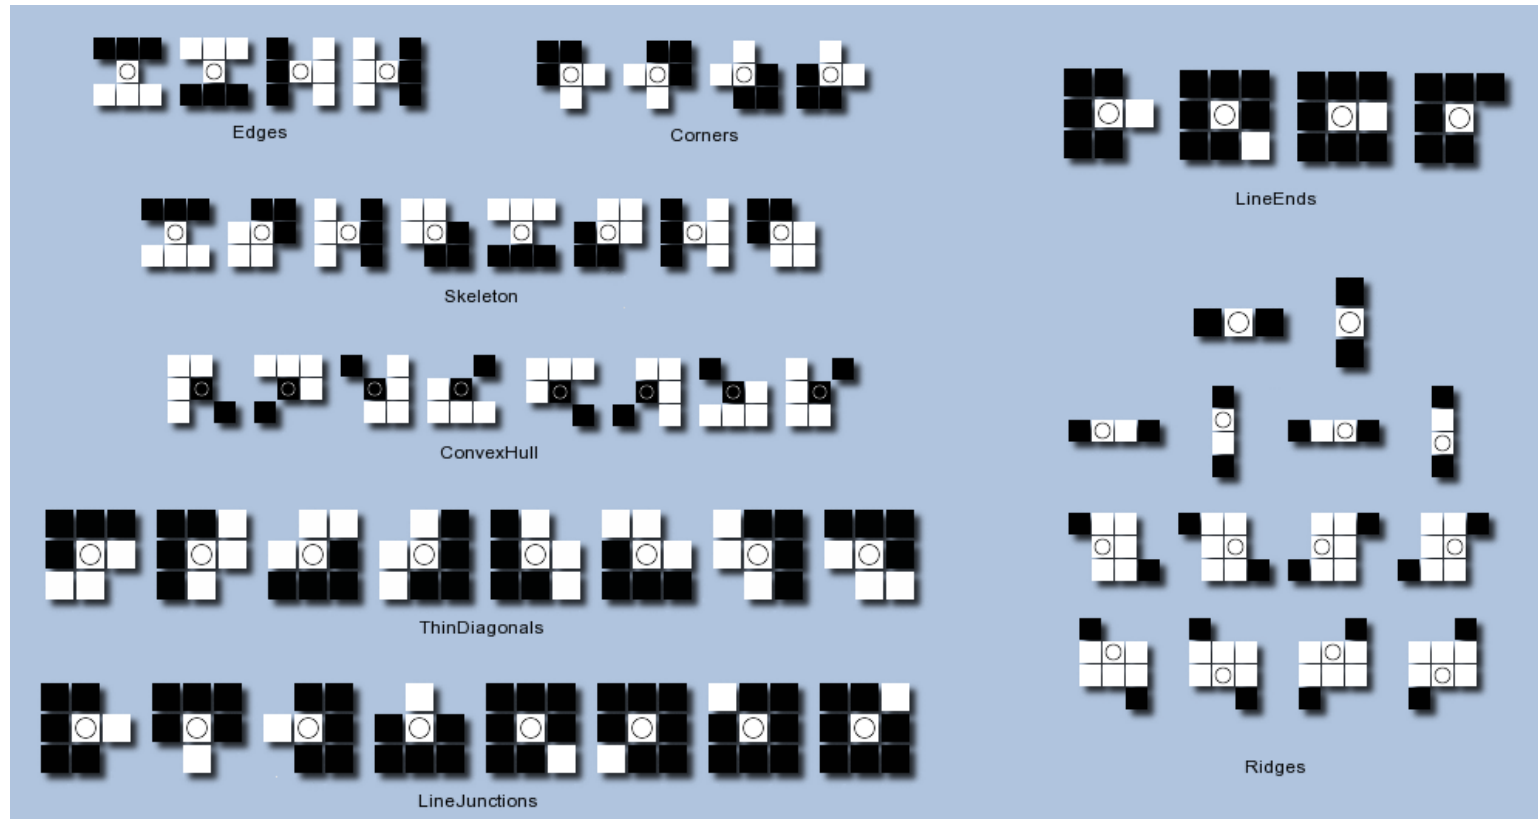 Edges
Corners
LineEnds
Skeleton
ConvexHull
ThinDiagonals
LineJunctions
Ridges